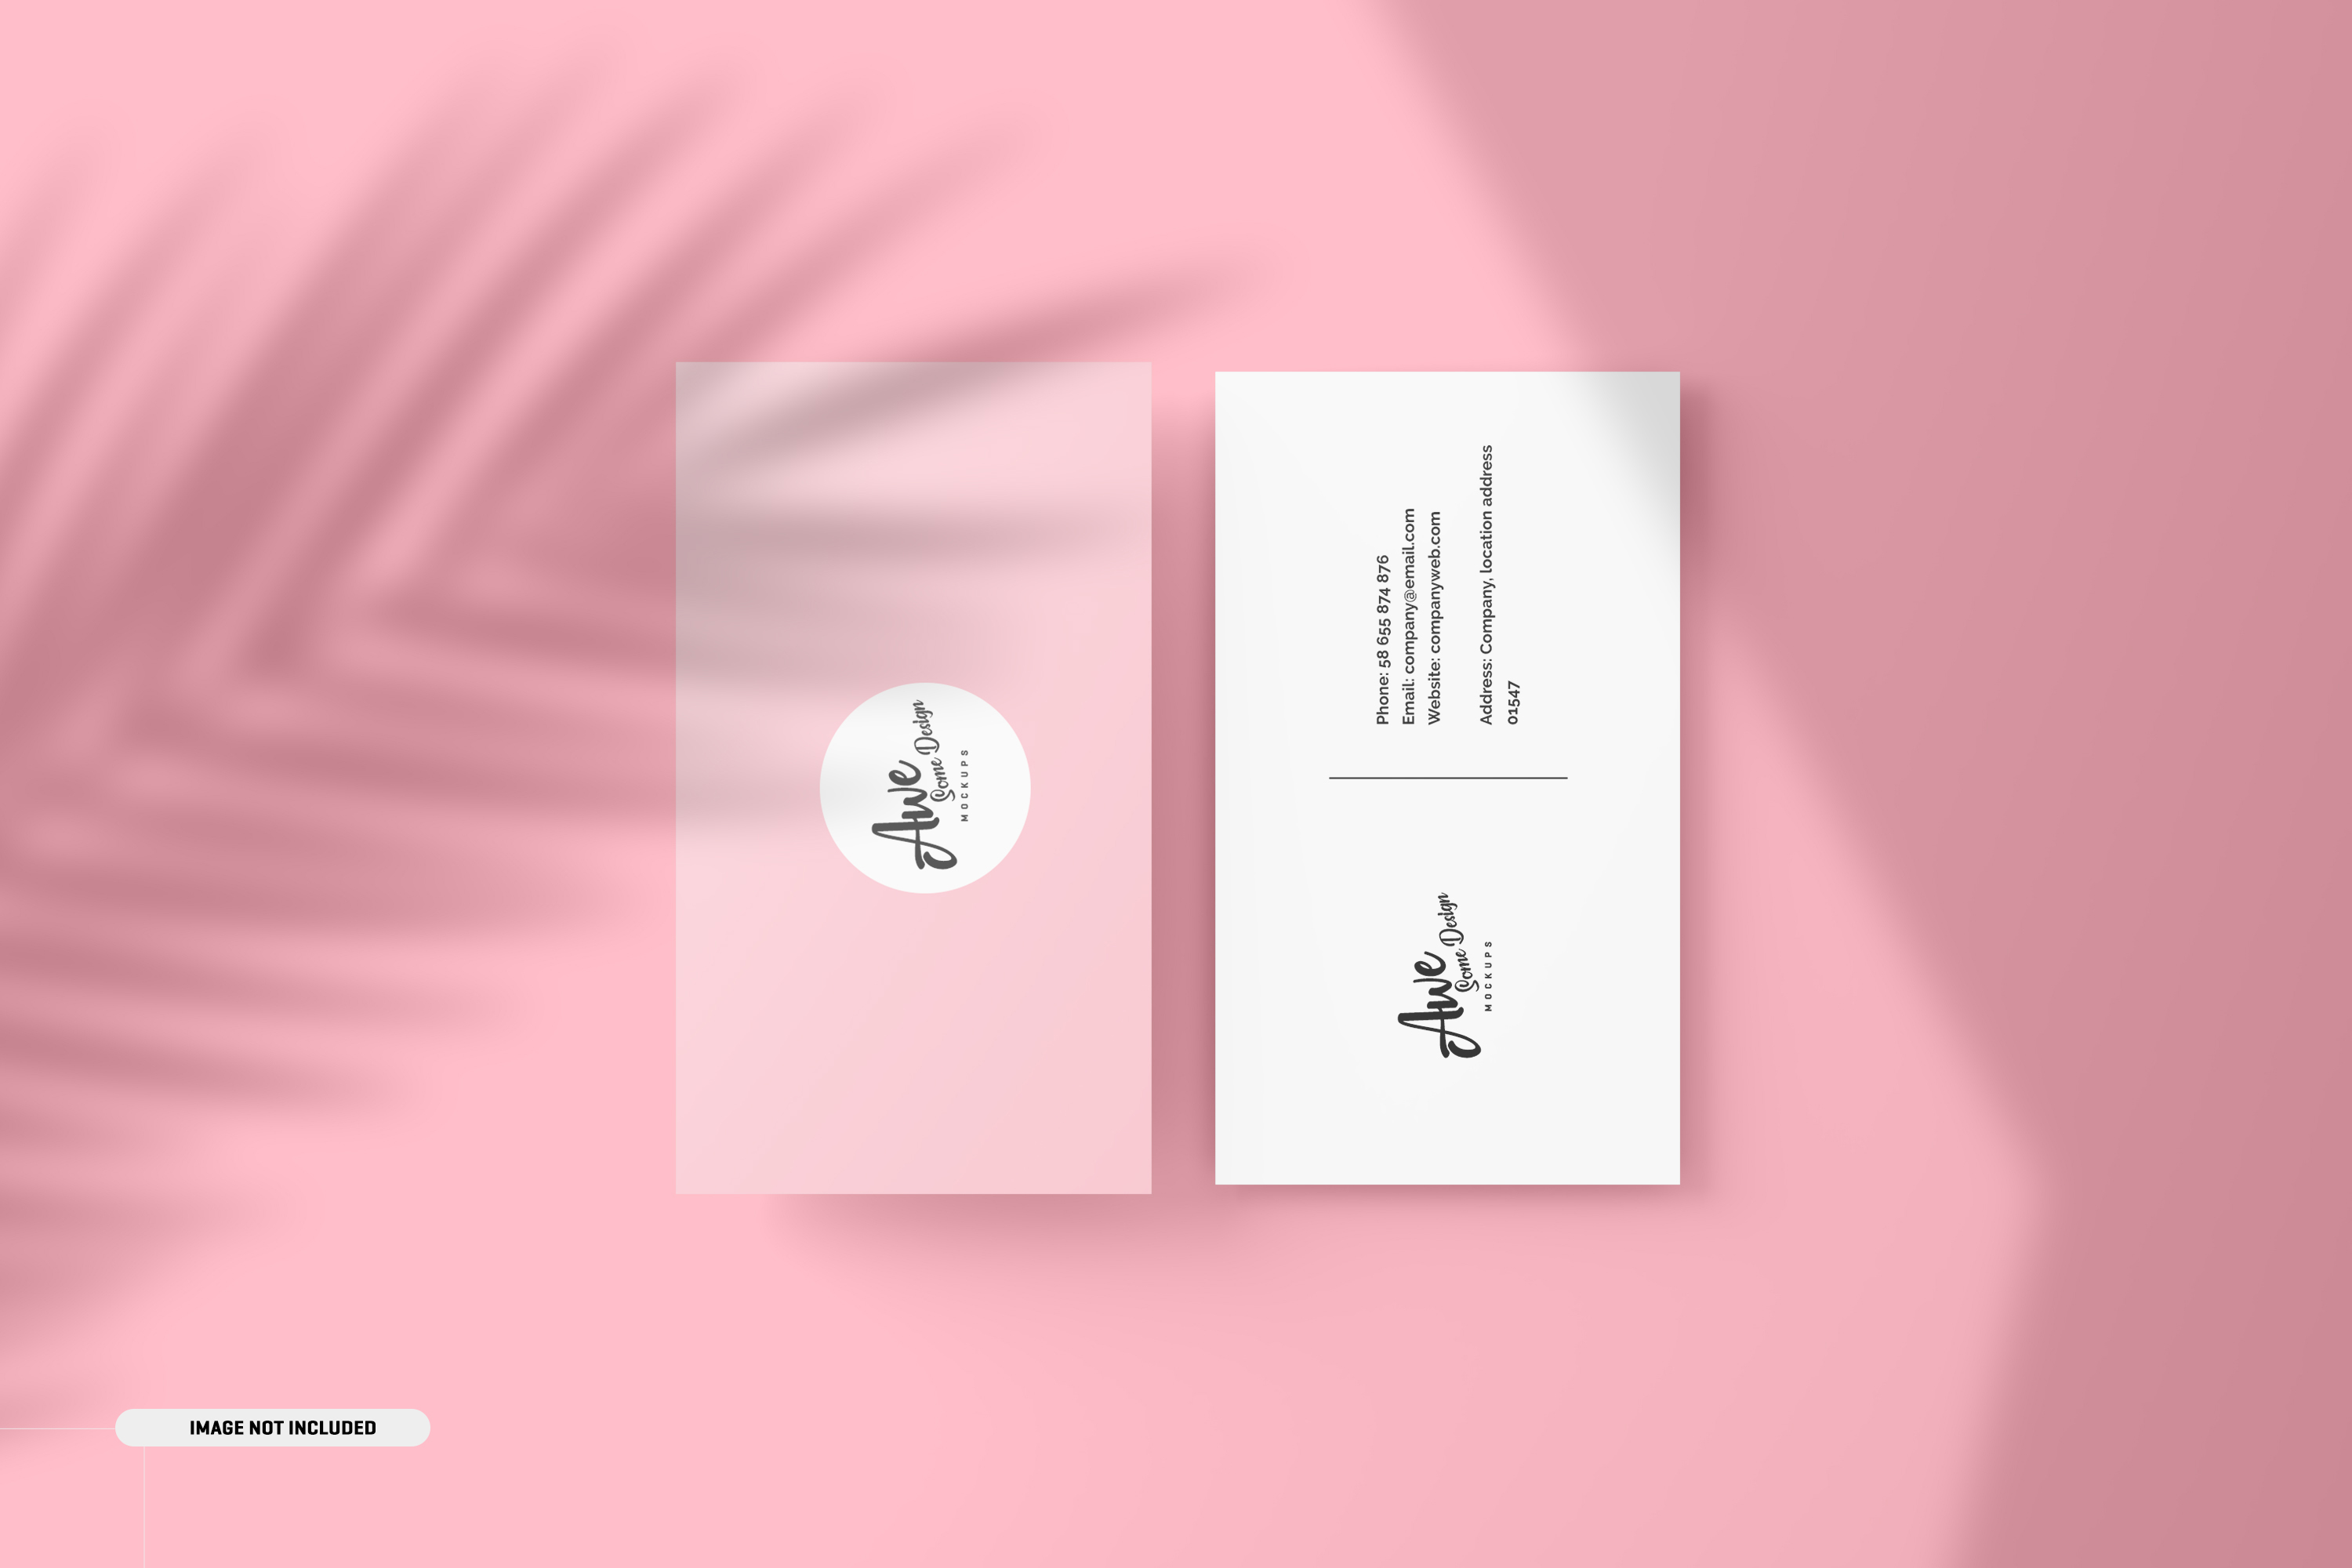 Awe
Some Design
MOCKUPS
Phone: 58 655 874 876
Email: company@email.com
Website: companyweb.com
Address: Company, location address
01547
Awe
Some Design
MOCKUPS
IMAGE NOT INCLUDED